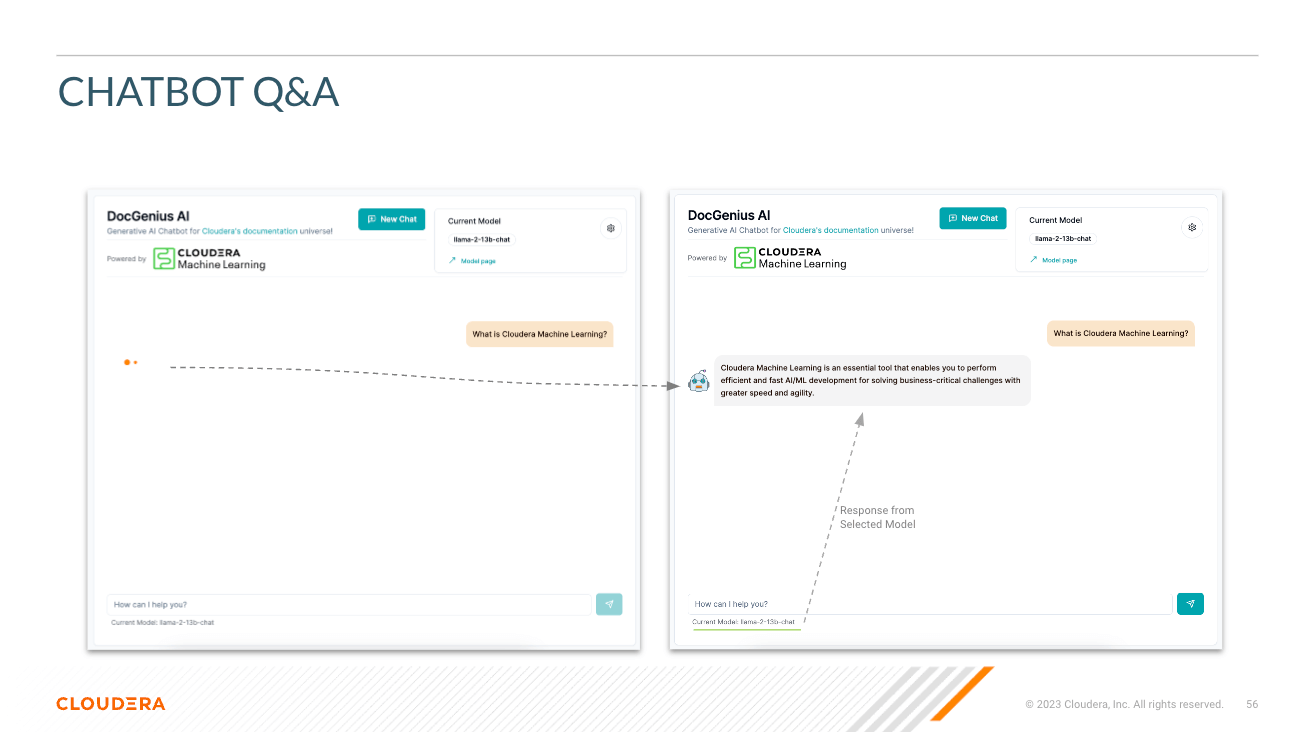 CHATBOT Q&A
DocGenius AI
Generative AI Chatbot for Cloudera's documentation universe!
Powered by CLOUDERA
Machine Learning
New Chat
Current Model
llama-2-13b-chat
Model page
What is Cloudera Machine Learning?
How can I help you?
Current Model: llama-2-13b-chat
DocGenius AI
Generative AI Chatbot for Cloudera's documentation universe!
Powered by CLOUDERA
Machine Learning
New Chat
Current Model
llama-2-13b-chat
Model page
What is Cloudera Machine Learning?
Cloudera Machine Learning is an essential tool that enables you to perform
efficient and fast AI/ML development for solving business-critical challenges with
greater speed and agility.
Response from
Selected Model
How can I help you?
Current Model: llama-2-13b-chat
CLOUDERA
© 2023 Cloudera, Inc. All rights reserved. 56